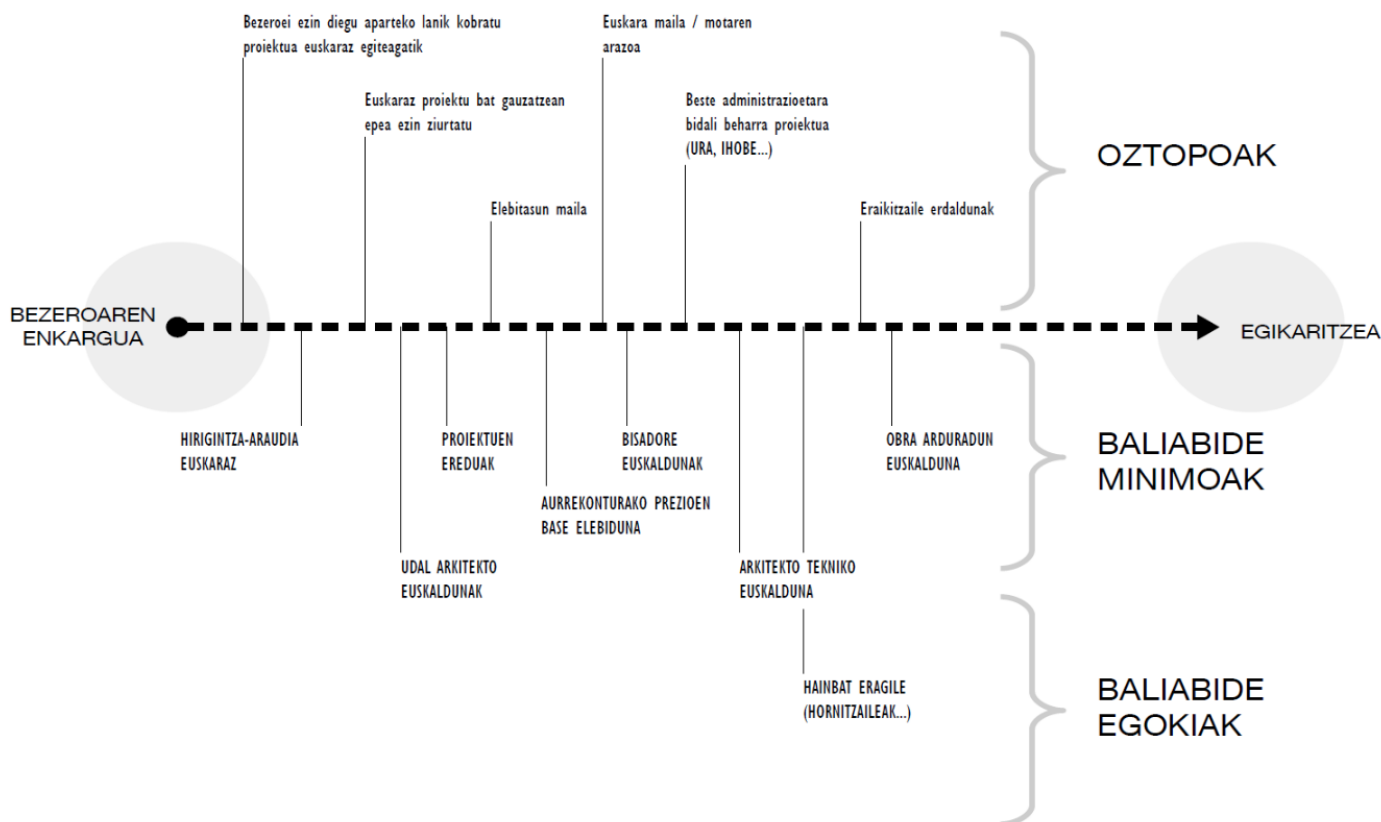 Bezeroei ezin diegu aparteko lanik kobratu
proiektua euskaraz egiteagatik
Euskara maila / motaren
arazoa
Euskaraz proiektu bat gauzatzean
epea ezin ziurtatu
Beste administrazioetara
bidali beharra proiektua
(URA, IHOBE...)
OZTOPOAK
Elebitasun maila
Eraikitzaile erdaldunak
BEZEROAREN
ENKARGUA
EGIKARITZEA
HIRIGINTZA-ARAUDIA
EUSKARAZ
PROIEKTUEN
EREDUAK
BISADORE
EUSKALDUNAK
OBRA ARDURADUN
EUSKALDUNA
BALIABIDE
MINIMOAK
AURREKONTURAKO PREZIOEN
BASE ELEBIDUNA
UDAL ARKITEKTO
EUSKALDUNAK
ARKITEKTO TEKNIKO
EUSKALDUNA
HAINBAT ERAGILE
(HORNITZAILEAK...)
BALIABIDE
EGOKIAK